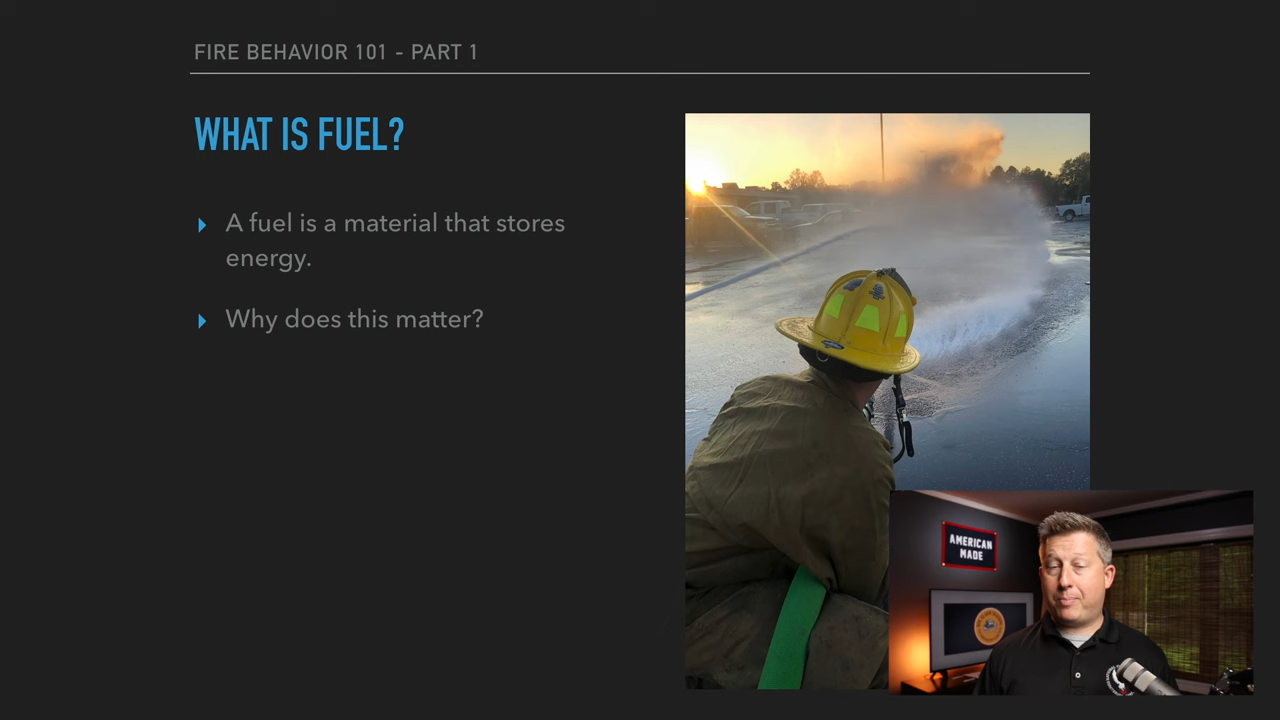 FIRE BEHAVIOR 101 - PART 1
WHAT IS FUEL?
A fuel is a material that stores
energy.
Why does this matter?
AMERICAN
MADE